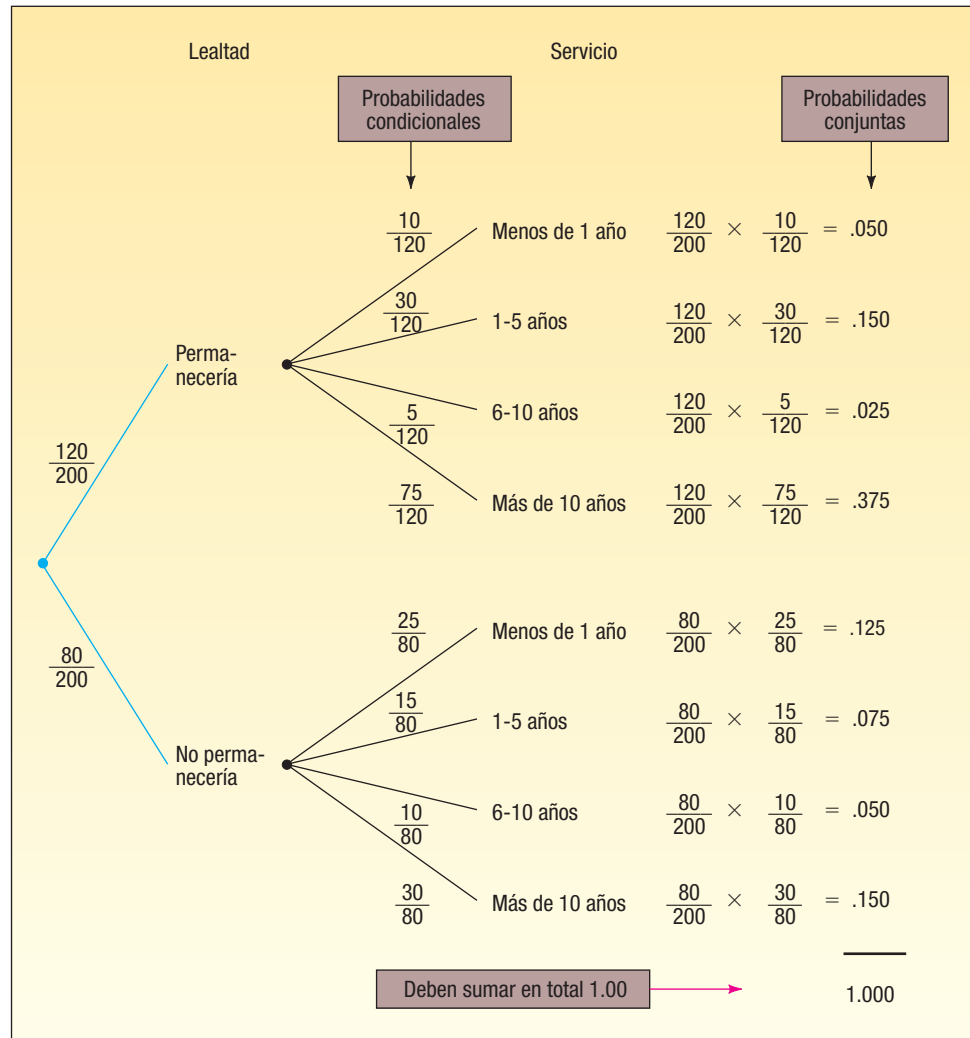 Lealtad Servicio
Probabilidades
condicionales
Probabilidades
conjuntas
10/120 Menos de 1 año 120/200 × 10/120 = .050
30/120 1-5 años 120/200 × 30/120 = .150
Perma-
necería
5/120 6-10 años 120/200 × 5/120 = .025
120/200
75/120 Más de 10 años 120/200 × 75/120 = .375
25/80 Menos de 1 año 80/200 × 25/80 = .125
80/200
15/80 1-5 años 80/200 × 15/80 = .075
No perma-
necería
10/80 6-10 años 80/200 × 10/80 = .050
30/80 Más de 10 años 80/200 × 30/80 = .150
Deben sumar en total 1.00 1.000